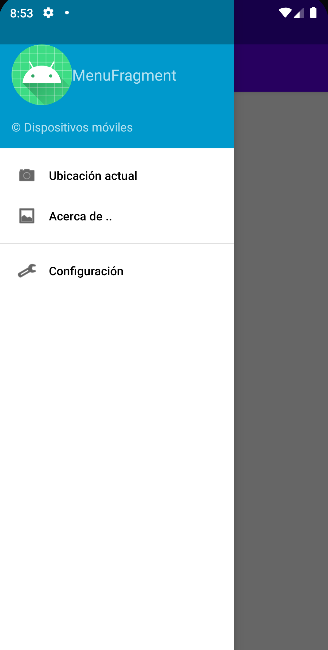 8:53
MenuFragment
© Dispositivos móviles
Ubicación actual
Acerca de ..
Configuración